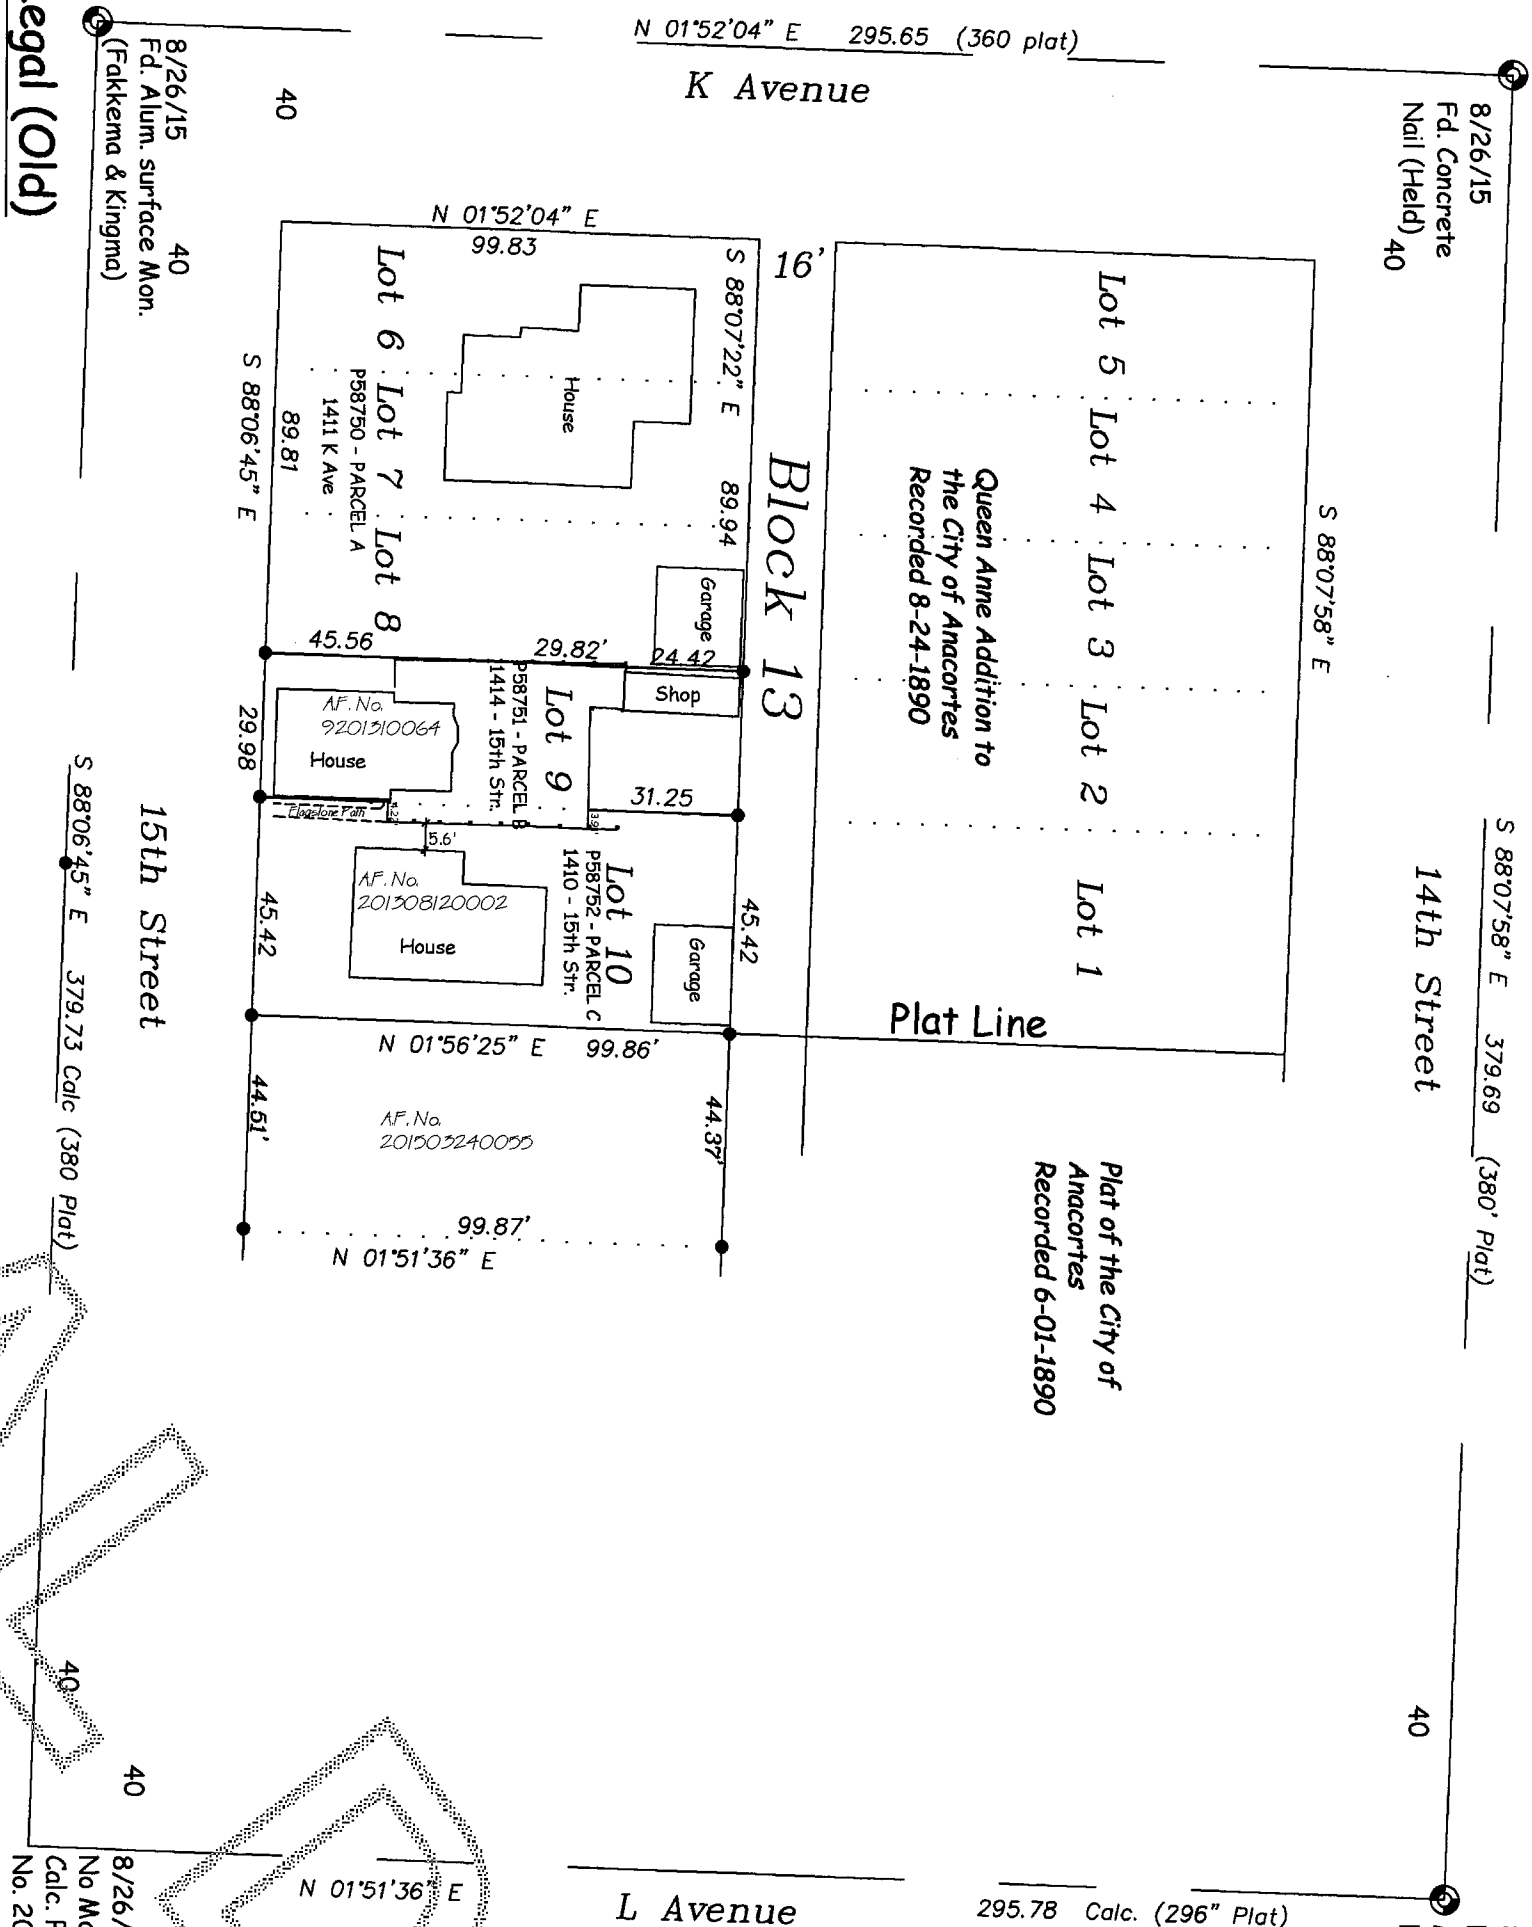 N 01°52'04" E 295.65 (360 plat)
K Avenue
8/26/15
Fd. Alum. surface Mon.
(Fakkema & Kingma)
40
40
8/26/15
Fd. Concrete
Nail (Held)
40
egal (Old)
N 01°52'04" E
99.83
S 88°07'22" E 89.94
16'
Block 13
Lot 5
Lot 4
Lot 3
Lot 2
Lot 1
Queen Anne Addition to
the City of Anacortes
Recorded 8-24-1890
S 88°07'58" E
Lot 6
Lot 7
Lot 8
P58750 - PARCEL A
1411 K Ave
House
Garage
89.81
S 88°06'45" E
45.56
29.82'
24.42
Shop
Lot 9
P58751 - PARCEL B
1414 - 15th Str.
AF. No.
9201310064
House
29.98
Flagstone Path
31.25
5.6'
Lot 10
P58752 - PARCEL C
1410 - 15th Str.
AF. No.
201308120002
House
Garage
45.42
45.42
Plat Line
N 01°56'25" E 99.86'
44.51'
44.37'
AF. No.
201503240055
99.87'
N 01°51'36" E
15th Street
S 88°06'45" E 379.73 Calc (380 Plat)
14th Street
S 88°07'58" E 379.69 (380' Plat)
Plat of the City of
Anacortes
Recorded 6-01-1890
40
40
40
8/26/
No Mo
Calc.
No. 20
N 01°51'36" E
L Avenue
295.78 Calc. (296" Plat)